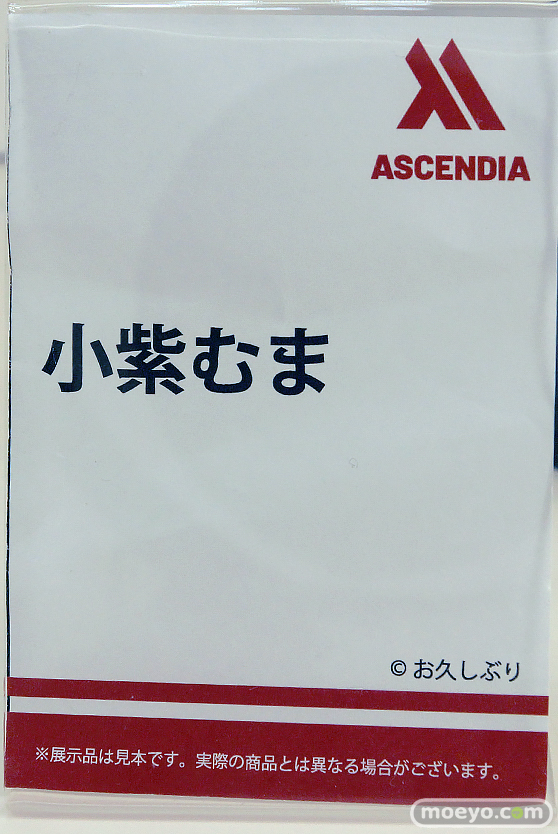 ASCENDIA
小紫むま
© お久しぶり
※展示品は見本です。実際の商品とは異なる場合がございます。
moeyo.com